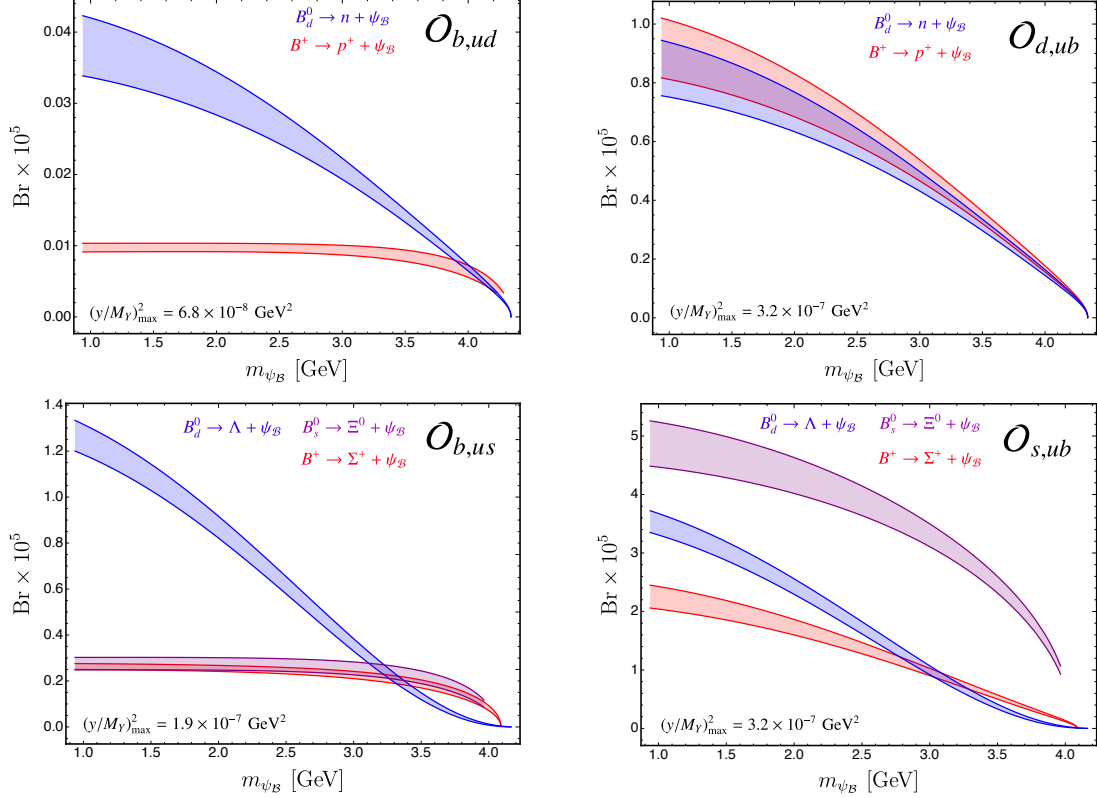 B_d^0 → n + ψ_ℬ
B^+ → p^+ + ψ_ℬ
𝒪_{b,ud}
Br × 10^5
0.04
0.03
0.02
0.01
0.00
(y/M_Y)^2_max = 6.8 × 10^{-8} GeV^2
1.0 1.5 2.0 2.5 3.0 3.5 4.0
m_{ψ_ℬ} [GeV]
B_d^0 → n + ψ_ℬ
B^+ → p^+ + ψ_ℬ
𝒪_{d,ub}
Br × 10^5
1.0
0.8
0.6
0.4
0.2
0.0
(y/M_Y)^2_max = 3.2 × 10^{-7} GeV^2
1.0 1.5 2.0 2.5 3.0 3.5 4.0
m_{ψ_ℬ} [GeV]
B_d^0 → Λ + ψ_ℬ B_s^0 → Ξ^0 + ψ_ℬ
B^+ → Σ^+ + ψ_ℬ
𝒪_{b,us}
Br × 10^5
1.4
1.2
1.0
0.8
0.6
0.4
0.2
0.0
(y/M_Y)^2_max = 1.9 × 10^{-7} GeV^2
1.0 1.5 2.0 2.5 3.0 3.5 4.0
m_{ψ_ℬ} [GeV]
B_d^0 → Λ + ψ_ℬ B_s^0 → Ξ^0 + ψ_ℬ
B^+ → Σ^+ + ψ_ℬ
𝒪_{s,ub}
Br × 10^5
5
4
3
2
1
0
(y/M_Y)^2_max = 3.2 × 10^{-7} GeV^2
1.0 1.5 2.0 2.5 3.0 3.5 4.0
m_{ψ_ℬ} [GeV]